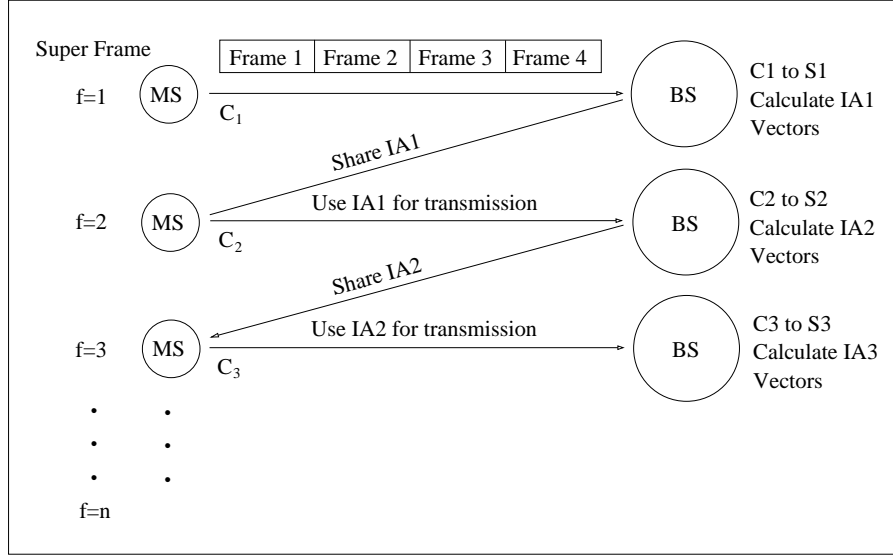 Super Frame
Frame 1 Frame 2 Frame 3 Frame 4
f=1 MS BS
C1
C1 to S1
Calculate IA1
Vectors
Share IA1
f=2 MS BS
Use IA1 for transmission
C2
C2 to S2
Calculate IA2
Vectors
Share IA2
f=3 MS BS
Use IA2 for transmission
C3
C3 to S3
Calculate IA3
Vectors
f=n